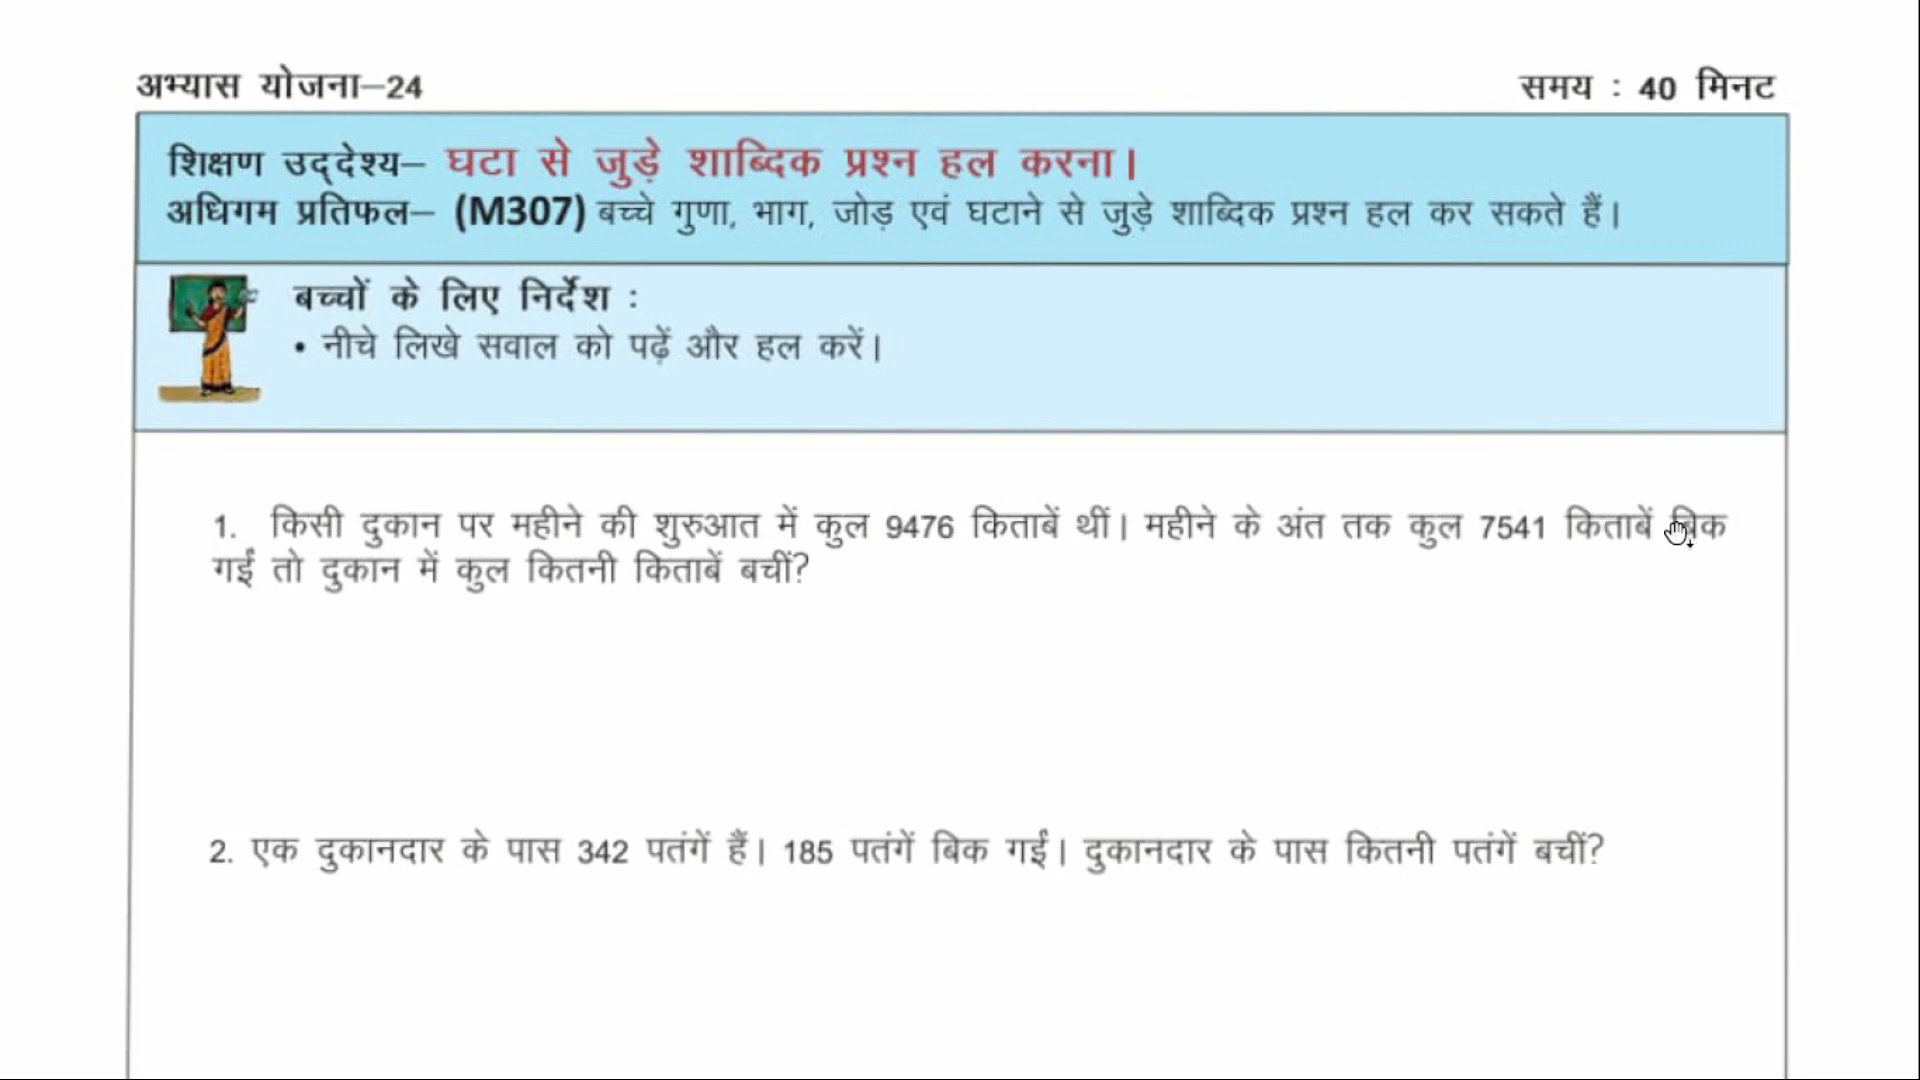 अभ्यास योजना–24
समय : 40 मिनट
शिक्षण उद्देश्य– घटा से जुड़े शाब्दिक प्रश्न हल करना।
अधिगम प्रतिफल– (M307) बच्चे गुणा, भाग, जोड़ एवं घटाने से जुड़े शाब्दिक प्रश्न हल कर सकते हैं।
बच्चों के लिए निर्देश :
• नीचे लिखे सवाल को पढ़ें और हल करें।
1. किसी दुकान पर महीने की शुरुआत में कुल 9476 किताबें थीं। महीने के अंत तक कुल 7541 किताबें बिक
गईं तो दुकान में कुल कितनी किताबें बचीं?
2. एक दुकानदार के पास 342 पतंगें हैं। 185 पतंगें बिक गईं। दुकानदार के पास कितनी पतंगें बचीं?